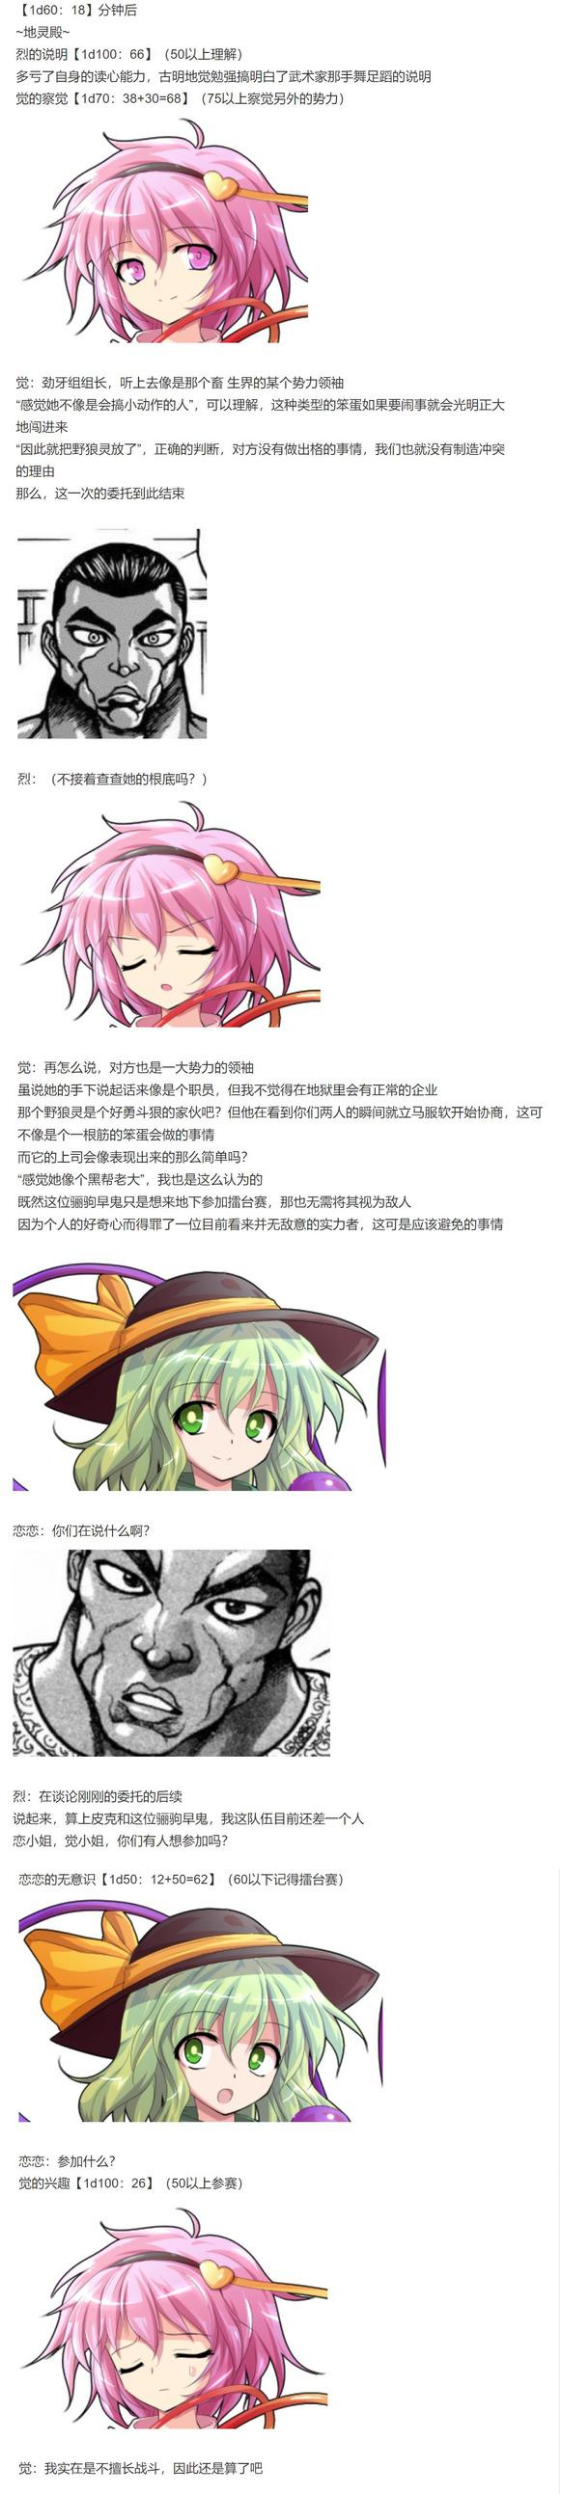 【1d60：18】分钟后
~地灵殿~
烈的说明【1d100：66】（50以上理解）
多亏了自身的读心能力，古明地觉勉强搞明白了武术家那手舞足蹈的说明
觉的察觉【1d70：38+30=68】（75以上察觉另外的势力）
觉：劲牙组组长，听上去像是那个畜 生界的某个势力领袖
“感觉她不像是会搞小动作的人”，可以理解，这种类型的笨蛋如果要闹事就会光明正大
地闯进来
“因此就把野狼灵放了”，正确的判断，对方没有做出格的事情，我们也就没有制造冲突
的理由
那么，这一次的委托到此结束
烈：（不接着查查她的根底吗？）
觉：再怎么说，对方也是一大势力的领袖
虽说她的手下说起话来像是个职员，但我不觉得在地狱里会有正常的企业
那个野狼灵是个好勇斗狠的家伙吧？但他在看到你们两人的瞬间就立马服软开始协商，这可
不像是个一根筋的笨蛋会做的事情
而它的上司会像表现出来的那么简单吗？
“感觉她像个黑帮老大”，我也是这么认为的
既然这位骊驹早鬼只是想来地下参加擂台赛，那也无需将其视为敌人
因为个人的好奇心而得罪了一位目前看来并无敌意的实力者，这可是应该避免的事情
恋恋：你们在说什么啊？
烈：在谈论刚刚的委托的后续
说起来，算上皮克和这位骊驹早鬼，我这队伍目前还差一个人
恋小姐，觉小姐，你们有人想参加吗？
恋恋的无意识【1d50：12+50=62】（60以下记得擂台赛）
恋恋：参加什么？
觉的兴趣【1d100：26】（50以上参赛）
觉：我实在是不擅长战斗，因此还是算了吧